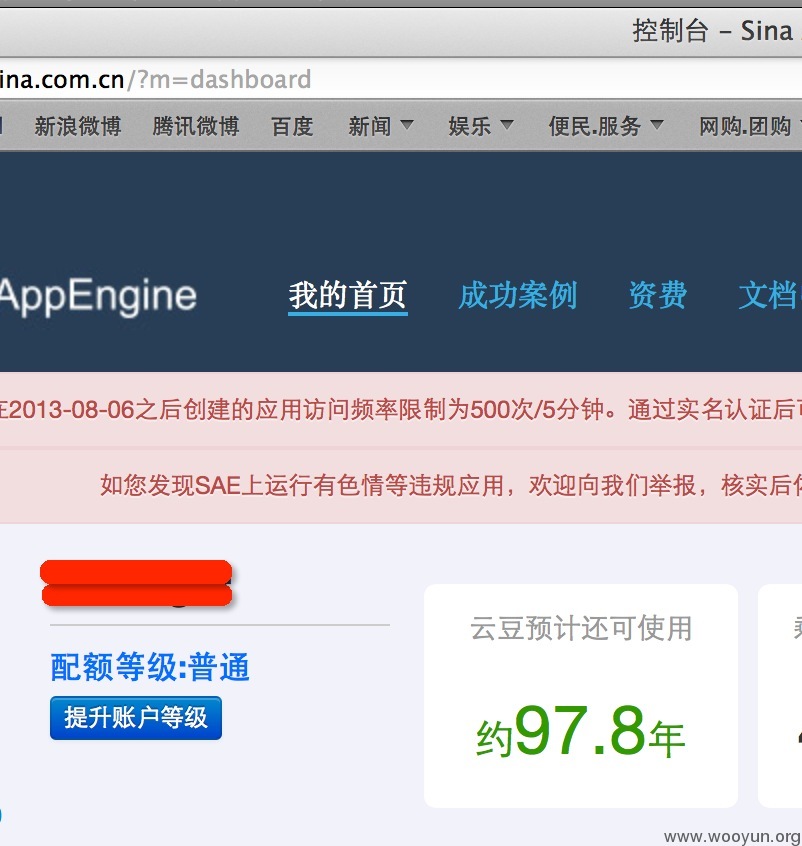 控制台 – Sina
ina.com.cn/?m=dashboard
新浪微博 腾讯微博 百度 新闻 娱乐 便民.服务 网购.团购
AppEngine 我的首页 成功案例 资费 文档
在2013-08-06之后创建的应用访问频率限制为500次/5分钟。通过实名认证后可
如您发现SAE上运行有色情等违规应用，欢迎向我们举报，核实后
云豆预计还可使用
配额等级:普通
提升账户等级
约97.8年
www.wooyun.org